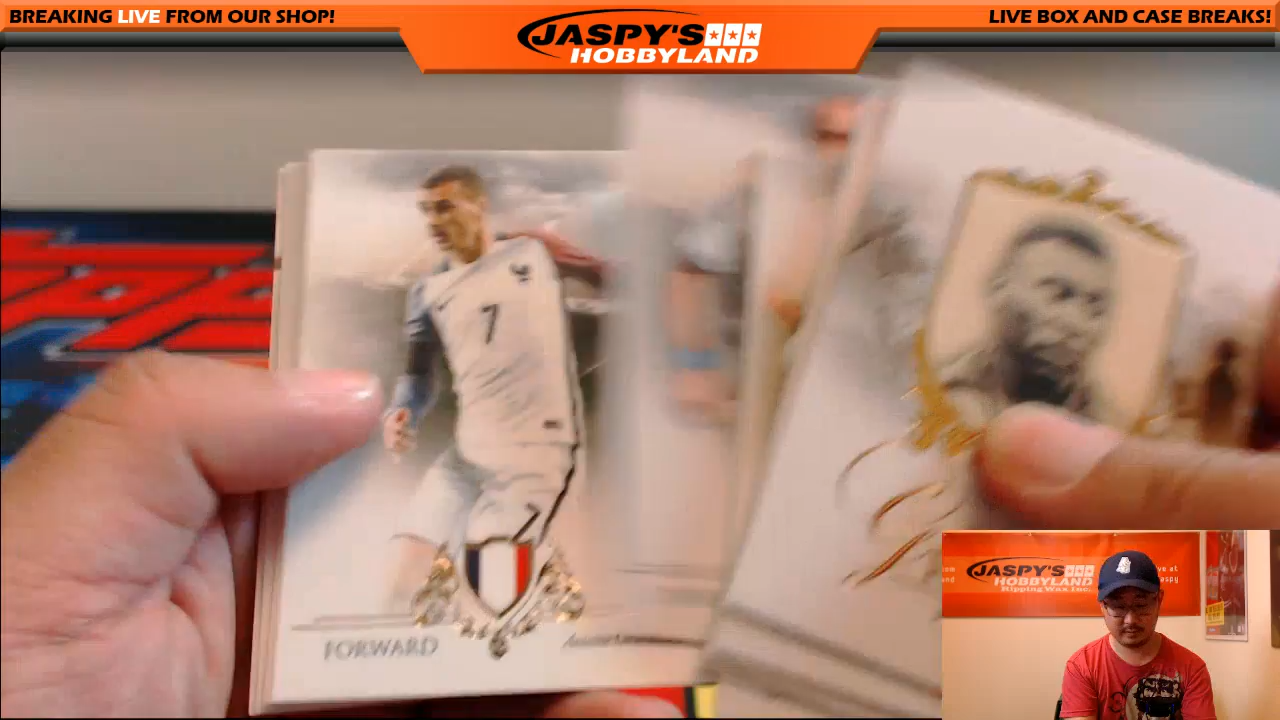 BREAKING LIVE FROM OUR SHOP!
JASPY'S
HOBBYLAND
LIVE BOX AND CASE BREAKS!
7
7
FORWARD
JASPY'S
HOBBYLAND
Ripping Wax Inc.